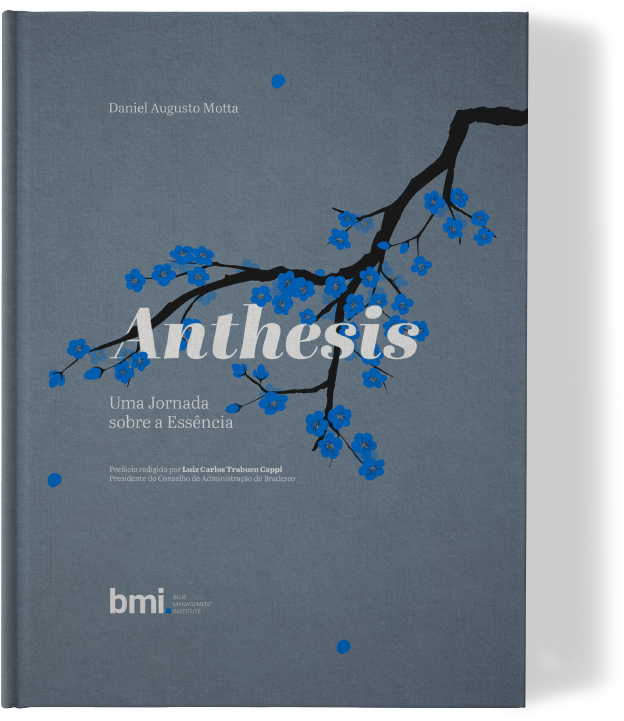 Daniel Augusto Motta
Anthesis
Uma Jornada
sobre a Essência
Prefácio redigido por Luiz Carlos Trabuco Cappi
Presidente do Conselho de Administração do Bradesco
bmi.
BLUE
MANAGEMENT
INSTITUTE